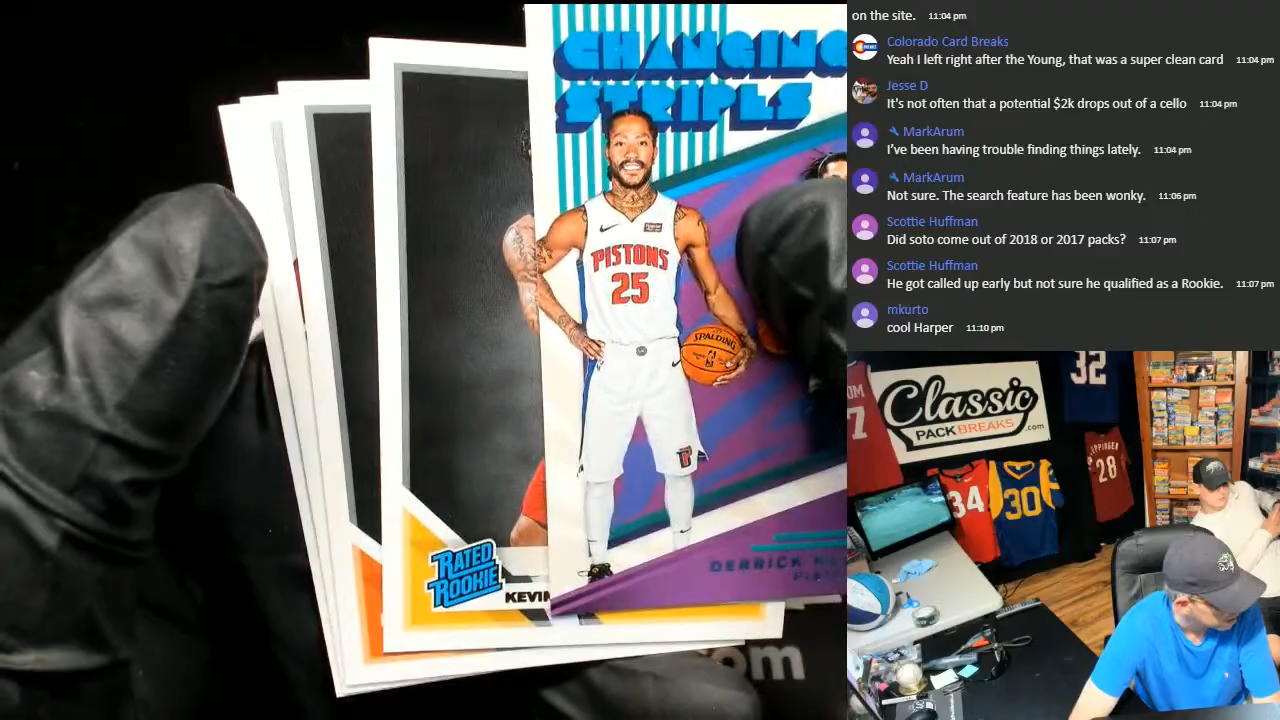 CHANGING
STRIPES
PISTONS
25
SPALDING
RATED
ROOKIE
KEVIN
DERRICK
om
on the site. 11:04 pm
Colorado Card Breaks
Yeah I left right after the Young, that was a super clean card 11:04 pm
Jesse D
It's not often that a potential $2k drops out of a cello 11:04 pm
MarkArum
I've been having trouble finding things lately. 11:04 pm
MarkArum
Not sure. The search feature has been wonky. 11:06 pm
Scottie Huffman
Did soto come out of 2018 or 2017 packs? 11:07 pm
Scottie Huffman
He got called up early but not sure he qualified as a Rookie. 11:07 pm
mkurto
cool Harper 11:10 pm
Classic
PACK BREAKS.com
32
OM
7
34
30
28